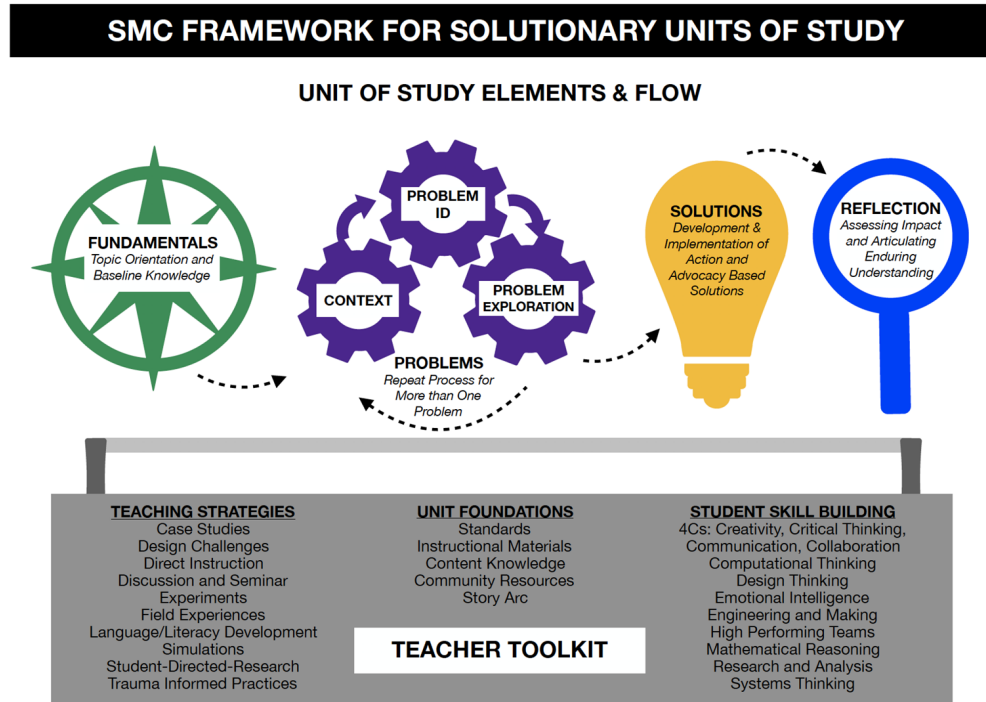 SMC FRAMEWORK FOR SOLUTIONARY UNITS OF STUDY
UNIT OF STUDY ELEMENTS & FLOW
FUNDAMENTALS
Topic Orientation and
Baseline Knowledge
PROBLEM
ID
CONTEXT
PROBLEM
EXPLORATION
PROBLEMS
Repeat Process for
More than One
Problem
SOLUTIONS
Development &
Implementation of
Action and
Advocacy Based
Solutions
REFLECTION
Assessing Impact
and Articulating
Enduring
Understanding
TEACHING STRATEGIES
Case Studies
Design Challenges
Direct Instruction
Discussion and Seminar
Experiments
Field Experiences
Language/Literacy Development
Simulations
Student-Directed-Research
Trauma Informed Practices
UNIT FOUNDATIONS
Standards
Instructional Materials
Content Knowledge
Community Resources
Story Arc
TEACHER TOOLKIT
STUDENT SKILL BUILDING
4Cs: Creativity, Critical Thinking,
Communication, Collaboration
Computational Thinking
Design Thinking
Emotional Intelligence
Engineering and Making
High Performing Teams
Mathematical Reasoning
Research and Analysis
Systems Thinking